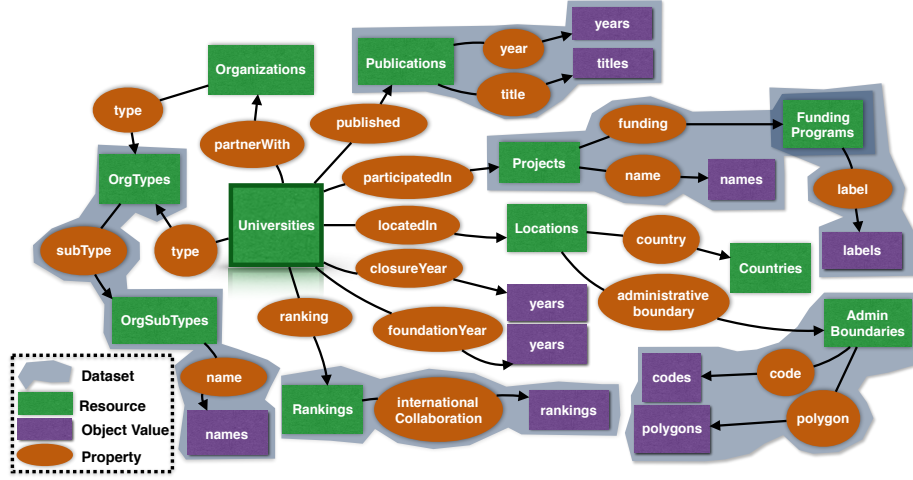 years
year
Organizations
Publications
titles
title
type
published
funding
Funding
Programs
partnerWith
Projects
participatedIn
OrgTypes
name
names
label
Universities
locatedIn
Locations
subType
type
country
labels
closureYear
Countries
administrative
boundary
years
OrgSubTypes
ranking
foundationYear
years
Admin
Boundaries
Dataset
name
codes
code
Resource
Rankings
international
Collaboration
rankings
Object Value
names
polygons
polygon
Property